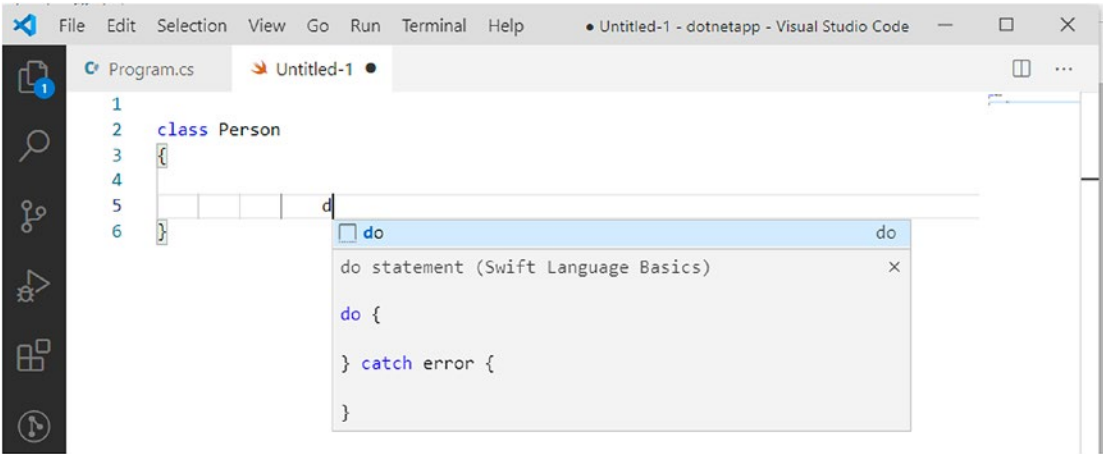 File Edit Selection View Go Run Terminal Help ● Untitled-1 - dotnetapp - Visual Studio Code
Program.cs Untitled-1 ●
1
2 class Person
3 {
4
5 d
6 }
do do
do statement (Swift Language Basics)
do {
} catch error {
}
1